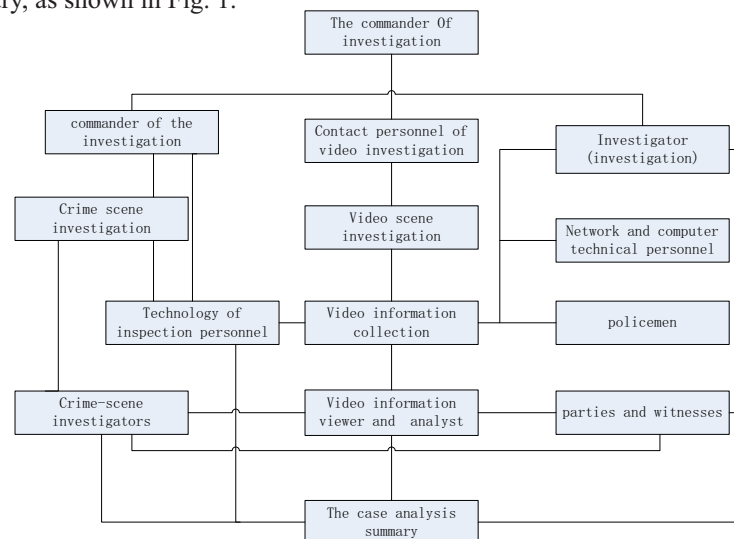 ry, as shown in Fig. 1.
The commander Of
investigation
commander of the
investigation
Contact personnel of
video investigation
Investigator
(investigation)
Crime scene
investigation
Video scene
investigation
Network and computer
technical personnel
Technology of
inspection personnel
Video information
collection
policemen
Crime-scene
investigators
Video information
viewer and analyst
parties and witnesses
The case analysis
summary